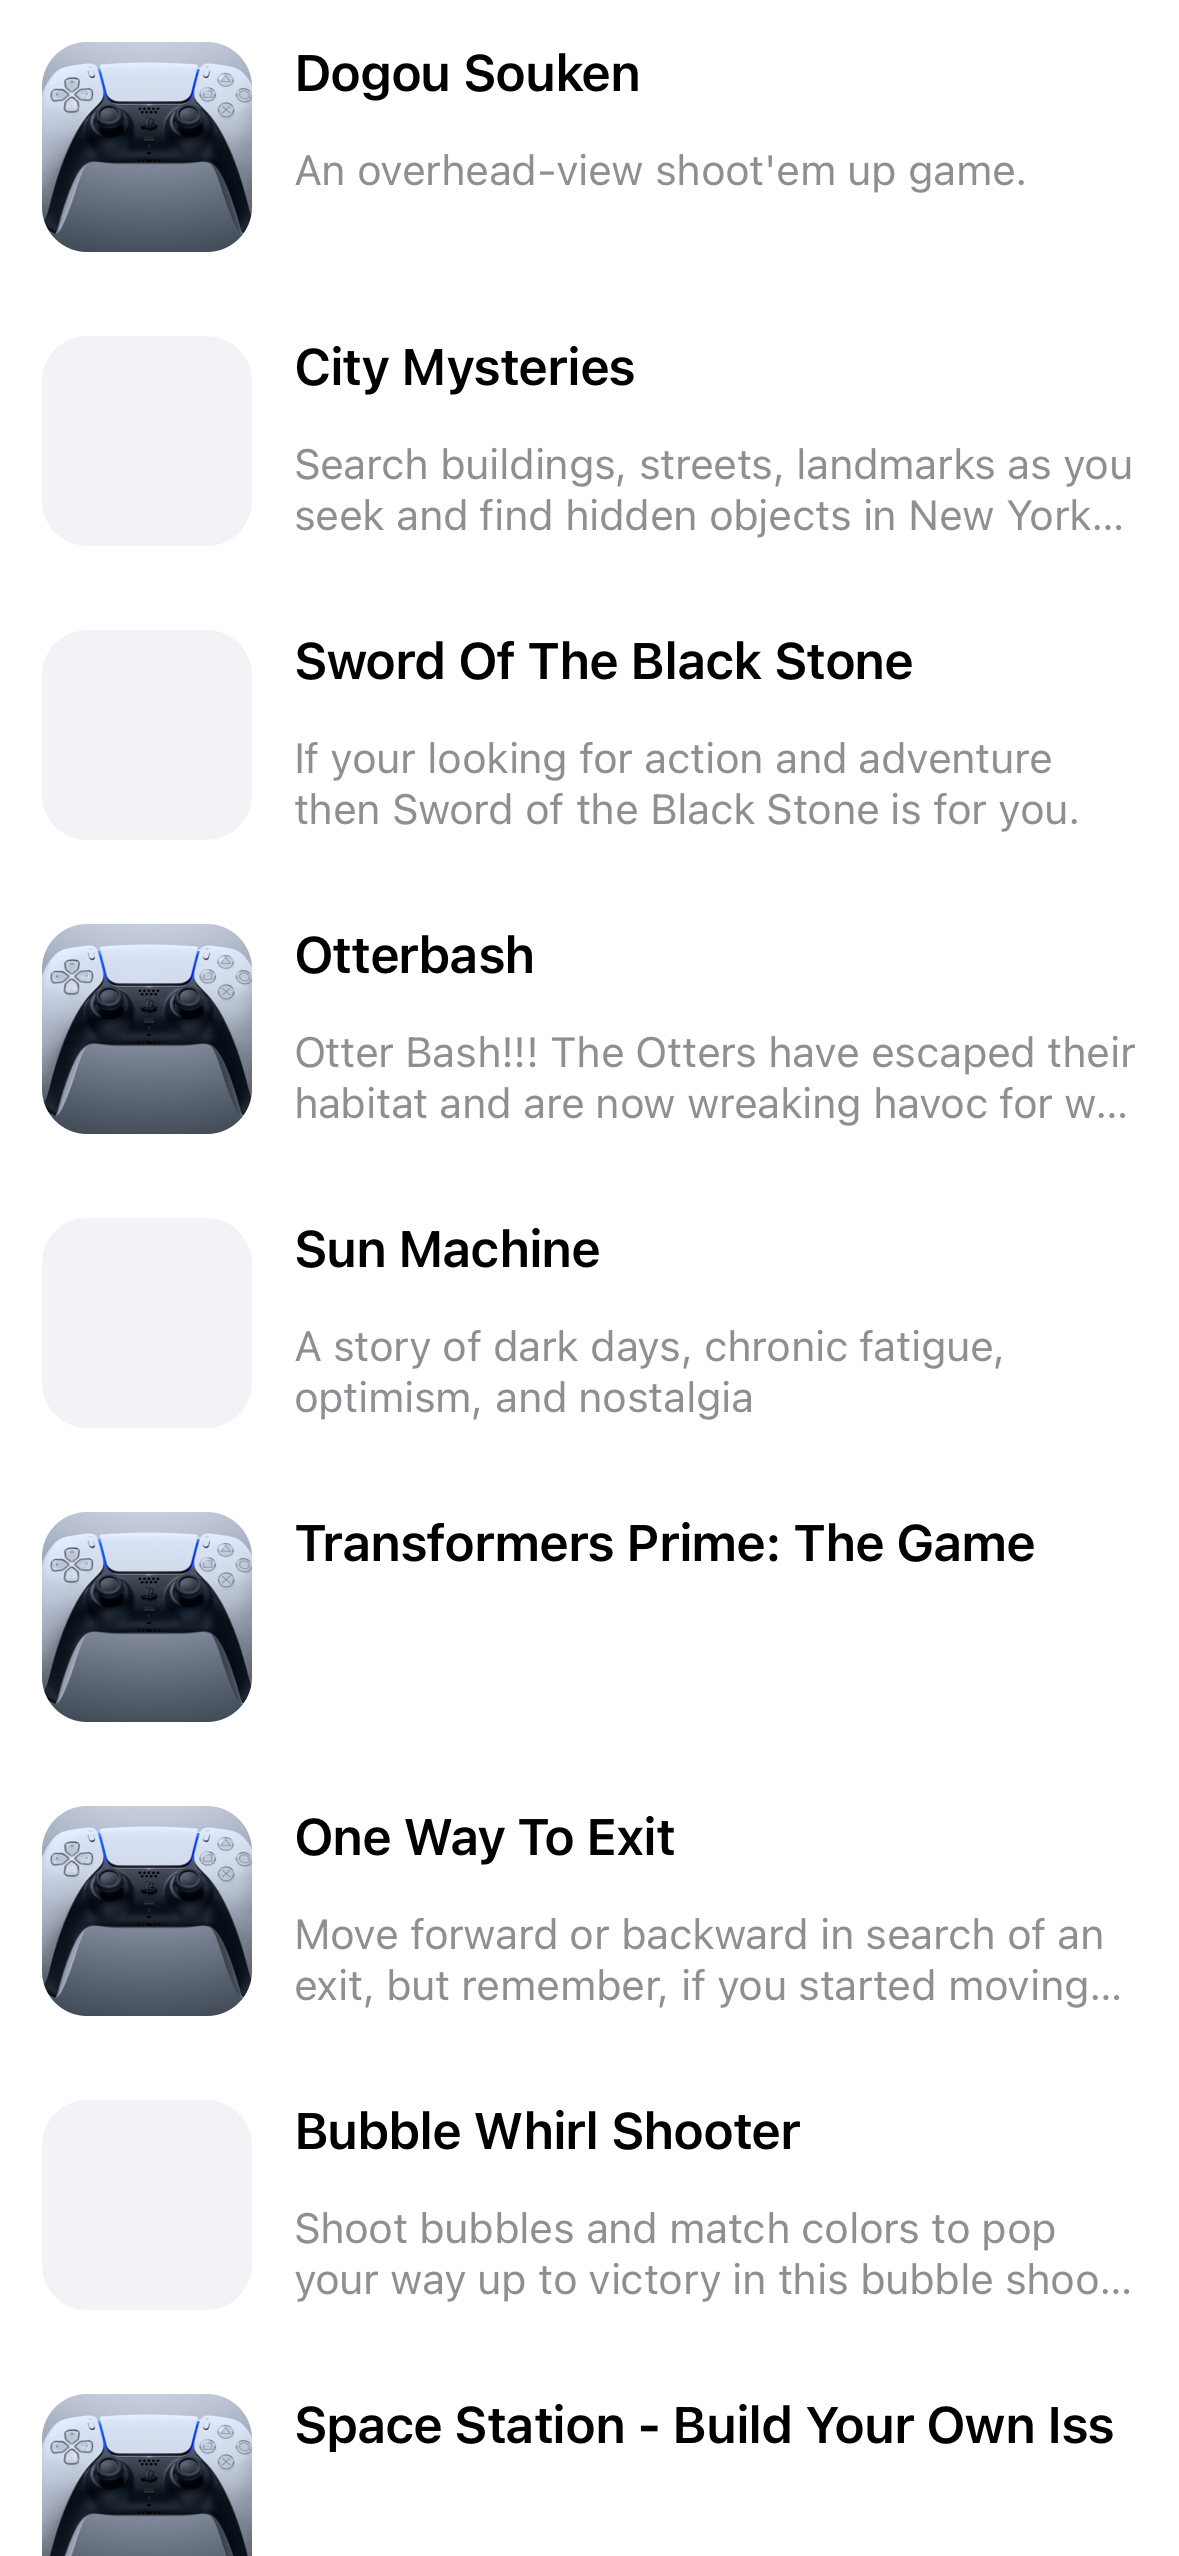 Dogou Souken
An overhead-view shoot'em up game.
City Mysteries
Search buildings, streets, landmarks as you
seek and find hidden objects in New York...
Sword Of The Black Stone
If your looking for action and adventure
then Sword of the Black Stone is for you.
Otterbash
Otter Bash!!! The Otters have escaped their
habitat and are now wreaking havoc for w...
Sun Machine
A story of dark days, chronic fatigue,
optimism, and nostalgia
Transformers Prime: The Game
One Way To Exit
Move forward or backward in search of an
exit, but remember, if you started moving...
Bubble Whirl Shooter
Shoot bubbles and match colors to pop
your way up to victory in this bubble shoo...
Space Station - Build Your Own Iss